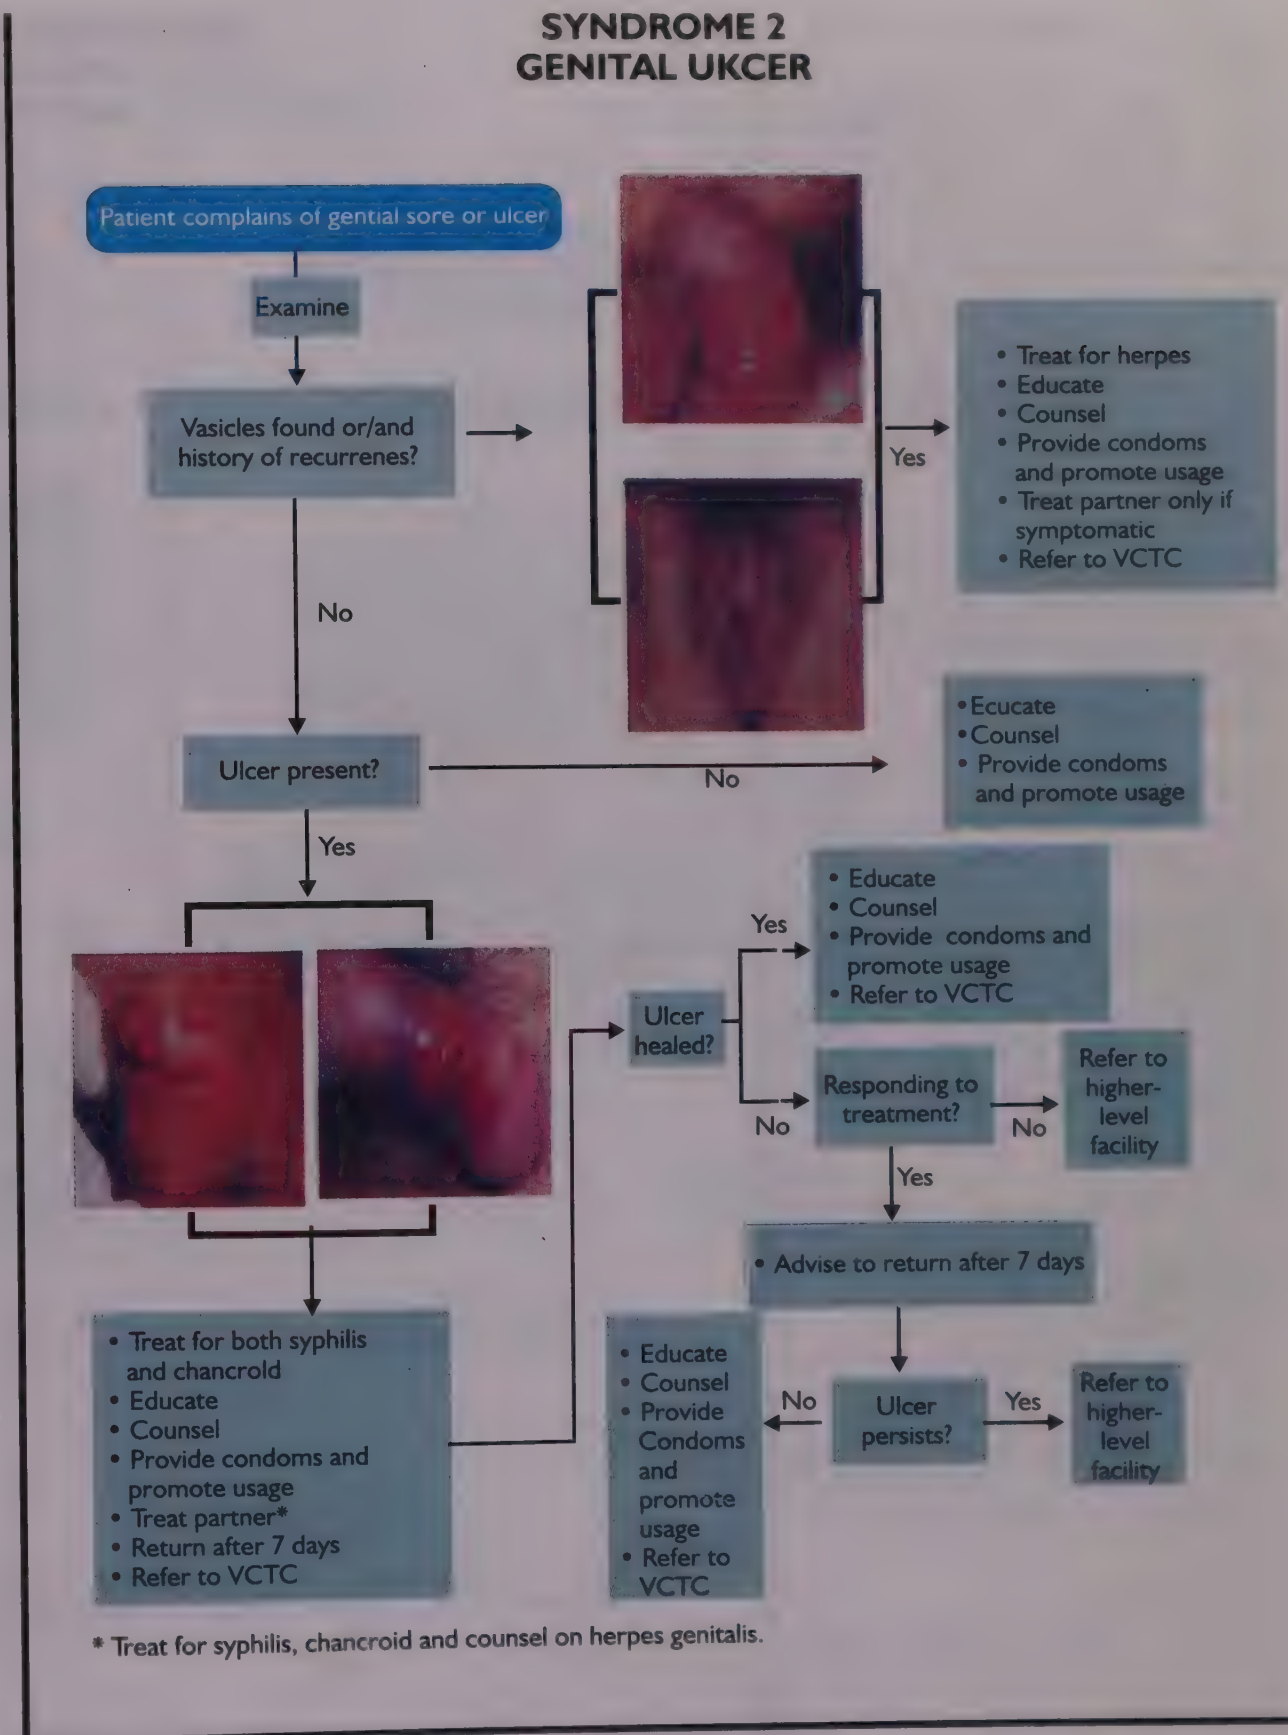 SYNDROME 2
GENITAL UKCER
Patient complains of gential sore or ulcer
Examine
Vasicles found or/and
history of recurrenes?
Yes
• Treat for herpes
• Educate
• Counsel
• Provide condoms
and promote usage
• Treat partner only if
symptomatic
• Refer to VCTC
No
Ulcer present?
No
• Ecucate
• Counsel
• Provide condoms
and promote usage
Yes
• Treat for both syphilis
and chancrold
• Educate
• Counsel
• Provide condoms and
promote usage
• Treat partner*
• Return after 7 days
• Refer to VCTC
Ulcer
healed?
Yes
• Educate
• Counsel
• Provide condoms and
promote usage
• Refer to VCTC
No
Responding to
treatment?
No
Refer to
higher-
level
facility
Yes
• Advise to return after 7 days
Ulcer
persists?
No
• Educate
• Counsel
• Provide
Condoms
and
promote
usage
• Refer to
VCTC
Yes
Refer to
higher-
level
facility
* Treat for syphilis, chancroid and counsel on herpes genitalis.